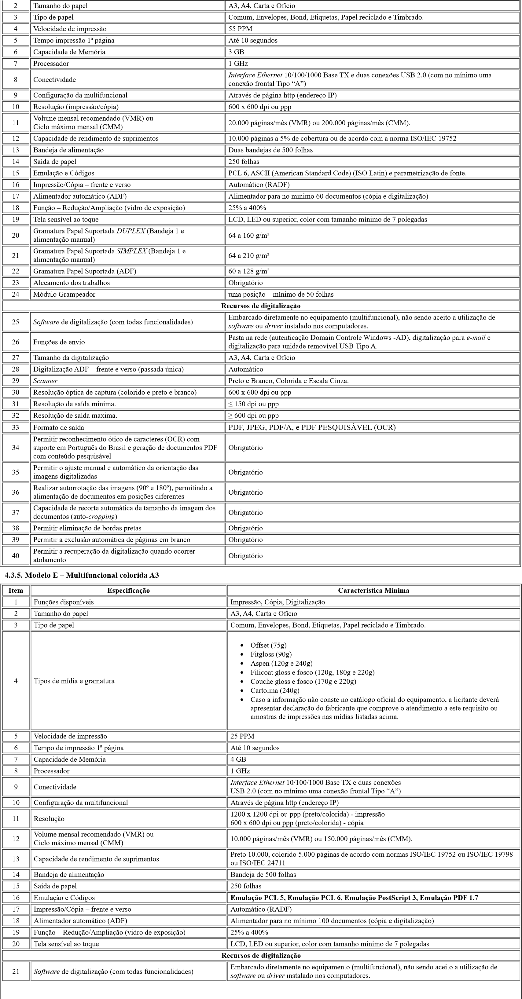 2 Tamanho do papel A3, A4, Carta e Ofício
3 Tipo de papel Comum, Envelopes, Bond, Etiquetas, Papel reciclado e Timbrado.
4 Velocidade de impressão 55 PPM
5 Tempo impressão 1ª página Até 10 segundos
6 Capacidade de Memória 3 GB
7 Processador 1 GHz
8 Conectividade Interface Ethernet 10/100/1000 Base TX e duas conexões USB 2.0 (com no mínimo uma
conexão frontal Tipo “A”)
9 Configuração da multifuncional Através de página http (endereço IP)
10 Resolução (impressão/cópia) 600 x 600 dpi ou ppp
11 Volume mensal recomendado (VMR) ou
Ciclo máximo mensal (CMM) 20.000 páginas/mês (VMR) ou 200.000 páginas/mês (CMM).
12 Capacidade de rendimento de suprimentos 10.000 páginas a 5% de cobertura ou de acordo com a norma ISO/IEC 19752
13 Bandeja de alimentação Duas bandejas de 500 folhas
14 Saída de papel 250 folhas
15 Emulação e Códigos PCL 6, ASCII (American Standard Code) (ISO Latin) e parametrização de fonte.
16 Impressão/Cópia – frente e verso Automático (RADF)
17 Alimentador automático (ADF) Alimentador para no mínimo 60 documentos (cópia e digitalização)
18 Função – Redução/Ampliação (vidro de exposição) 25% a 400%
19 Tela sensível ao toque LCD, LED ou superior, color com tamanho mínimo de 7 polegadas
20 Gramatura Papel Suportada DUPLEX (Bandeja 1 e
alimentação manual) 64 a 160 g/m²
21 Gramatura Papel Suportada SIMPLEX (Bandeja 1 e
alimentação manual) 64 a 210 g/m²
22 Gramatura Papel Suportada (ADF) 60 a 128 g/m²
23 Alceamento dos trabalhos Obrigatório
24 Módulo Grampeador uma posição – mínimo de 50 folhas
Recursos de digitalização
25 Software de digitalização (com todas funcionalidades) Embarcado diretamente no equipamento (multifuncional), não sendo aceito a utilização de
software ou driver instalado nos computadores.
26 Funções de envio Pasta na rede (autenticação Domain Controle Windows -AD), digitalização para e-mail e
digitalização para unidade removível USB Tipo A.
27 Tamanho da digitalização A3, A4, Carta e Ofício
28 Digitalização ADF – frente e verso (passada única) Automático
29 Scanner Preto e Branco, Colorida e Escala Cinza.
30 Resolução óptica de captura (colorido e preto e branco) 600 x 600 dpi ou ppp
31 Resolução de saída mínima. ≤ 150 dpi ou ppp
32 Resolução de saída máxima. ≥ 600 dpi ou ppp
33 Formato de saída PDF, JPEG, PDF/A, e PDF PESQUISÁVEL (OCR)
34 Permitir reconhecimento ótico de caracteres (OCR) com
suporte em Português do Brasil e geração de documentos PDF
com conteúdo pesquisável Obrigatório
35 Permitir o ajuste manual e automático da orientação das
imagens digitalizadas Obrigatório
36 Realizar autorrotação das imagens (90º e 180º), permitindo a
alimentação de documentos em posições diferentes Obrigatório
37 Capacidade de recorte automática de tamanho da imagem dos
documentos (auto-cropping) Obrigatório
38 Permitir eliminação de bordas pretas Obrigatório
39 Permitir a exclusão automática de páginas em branco Obrigatório
40 Permitir a recuperação da digitalização quando ocorrer
atolamento Obrigatório
4.3.5. Modelo E – Multifuncional colorida A3
Item Especificação Característica Mínima
1 Funções disponíveis Impressão, Cópia, Digitalização
2 Tamanho do papel A3, A4, Carta e Ofício
3 Tipo de papel Comum, Envelopes, Bond, Etiquetas, Papel reciclado e Timbrado.
4 Tipos de mídia e gramatura
• Offset (75g)
• Fitgloss (90g)
• Aspen (120g e 240g)
• Filicoat gloss e fosco (120g, 180g e 220g)
• Couche gloss e fosco (170g e 220g)
• Cartolina (240g)
• Caso a informação não conste no catálogo oficial do equipamento, a licitante deverá
apresentar declaração do fabricante que comprove o atendimento a este requisito ou
amostras de impressões nas mídias listadas acima.
5 Velocidade de impressão 25 PPM
6 Tempo de impressão 1ª página Até 10 segundos
7 Capacidade de Memória 4 GB
8 Processador 1 GHz
9 Conectividade Interface Ethernet 10/100/1000 Base TX e duas conexões
USB 2.0 (com no mínimo uma conexão frontal Tipo “A”)
10 Configuração da multifuncional Através de página http (endereço IP)
11 Resolução 1200 x 1200 dpi ou ppp (preto/colorida) - impressão
600 x 600 dpi ou ppp (preto/colorida) - cópia
12 Volume mensal recomendado (VMR) ou
Ciclo máximo mensal (CMM) 10.000 páginas/mês (VMR) ou 150.000 páginas/mês (CMM).
13 Capacidade de rendimento de suprimentos Preto 10.000, colorido 5.000 páginas de acordo com normas ISO/IEC 19752 ou ISO/IEC 19798
ou ISO/IEC 24711
14 Bandeja de alimentação Bandeja de 500 folhas
15 Saída de papel 250 folhas
16 Emulação e Códigos Emulação PCL 5, Emulação PCL 6, Emulação PostScript 3, Emulação PDF 1.7
17 Impressão/Cópia – frente e verso Automático (RADF)
18 Alimentador automático (ADF) Alimentador para no mínimo 100 documentos (cópia e digitalização)
19 Função – Redução/Ampliação (vidro de exposição) 25% a 400%
20 Tela sensível ao toque LCD, LED ou superior, color com tamanho mínimo de 7 polegadas
Recursos de digitalização
21 Software de digitalização (com todas funcionalidades) Embarcado diretamente no equipamento (multifuncional), não sendo aceito a utilização de
software ou driver instalado nos computadores.